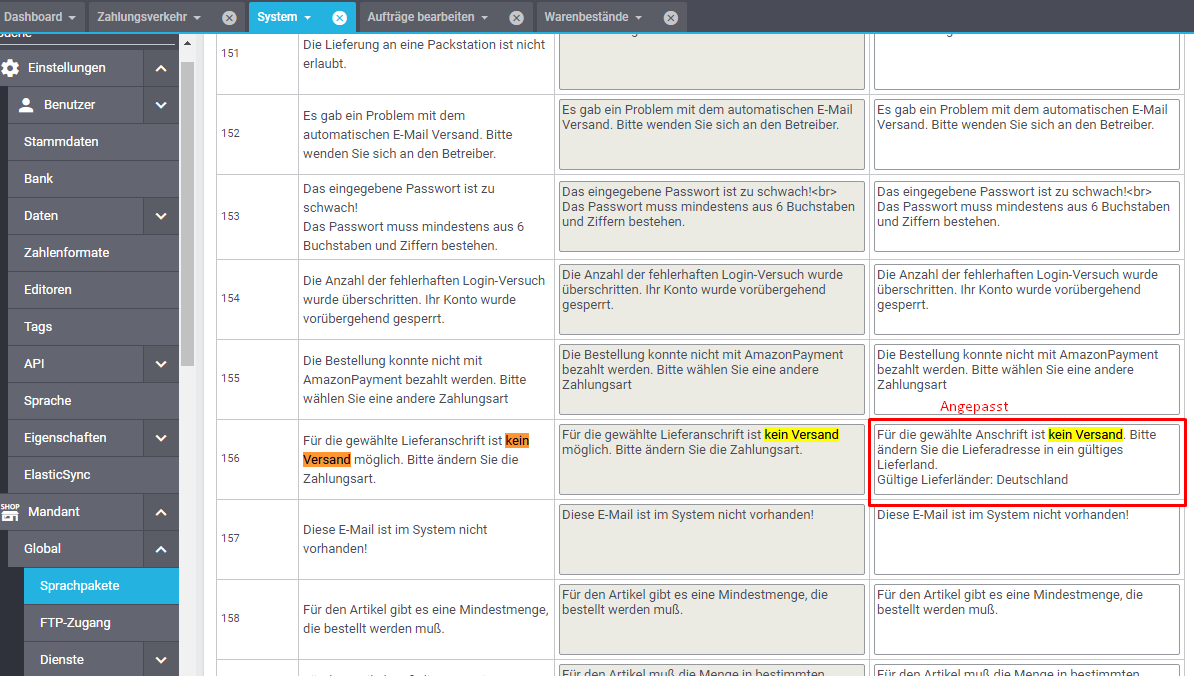 Dashboard
Zahlungsverkehr
System
Aufträge bearbeiten
Warenbestände
Einstellungen
Benutzer
Stammdaten
Bank
Daten
Zahlenformate
Editoren
Tags
API
Sprache
Eigenschaften
ElasticSync
SHOP
Mandant
Global
Sprachpakete
FTP-Zugang
Dienste
151
Die Lieferung an eine Packstation ist nicht
erlaubt.
152
Es gab ein Problem mit dem
automatischen E-Mail Versand. Bitte
wenden Sie sich an den Betreiber.
Es gab ein Problem mit dem automatischen E-Mail
Versand. Bitte wenden Sie sich an den Betreiber.
Es gab ein Problem mit dem automatischen E-Mail
Versand. Bitte wenden Sie sich an den Betreiber.
153
Das eingegebene Passwort ist zu
schwach!
Das Passwort muss mindestens aus 6
Buchstaben und Ziffern bestehen.
Das eingegebene Passwort ist zu schwach!<br>
Das Passwort muss mindestens aus 6 Buchstaben
und Ziffern bestehen.
Das eingegebene Passwort ist zu schwach!<br>
Das Passwort muss mindestens aus 6 Buchstaben
und Ziffern bestehen.
154
Die Anzahl der fehlerhaften Login-Versuch
wurde überschritten. Ihr Konto wurde
vorübergehend gesperrt.
Die Anzahl der fehlerhaften Login-Versuch wurde
überschritten. Ihr Konto wurde vorübergehend
gesperrt.
Die Anzahl der fehlerhaften Login-Versuch wurde
überschritten. Ihr Konto wurde vorübergehend
gesperrt.
155
Die Bestellung konnte nicht mit
AmazonPayment bezahlt werden. Bitte
wählen Sie eine andere Zahlungsart
Die Bestellung konnte nicht mit AmazonPayment
bezahlt werden. Bitte wählen Sie eine andere
Zahlungsart
Die Bestellung konnte nicht mit AmazonPayment
bezahlt werden. Bitte wählen Sie eine andere
Zahlungsart
Angepasst
156
Für die gewählte Lieferanschrift ist kein
Versand möglich. Bitte ändern Sie die
Zahlungsart.
Für die gewählte Lieferanschrift ist kein Versand
möglich. Bitte ändern Sie die Zahlungsart.
Für die gewählte Anschrift ist kein Versand. Bitte
ändern Sie die Lieferadresse in ein gültiges
Lieferland.
Gültige Lieferländer: Deutschland
157
Diese E-Mail ist im System nicht
vorhanden!
Diese E-Mail ist im System nicht vorhanden!
Diese E-Mail ist im System nicht vorhanden!
158
Für den Artikel gibt es eine Mindestmenge,
die bestellt werden muß.
Für den Artikel gibt es eine Mindestmenge, die
bestellt werden muß.
Für den Artikel gibt es eine Mindestmenge, die
bestellt werden muß.
Für den Artikel muß die Menge in bestimmten
Für den Artikel muß die Menge in bestimmten